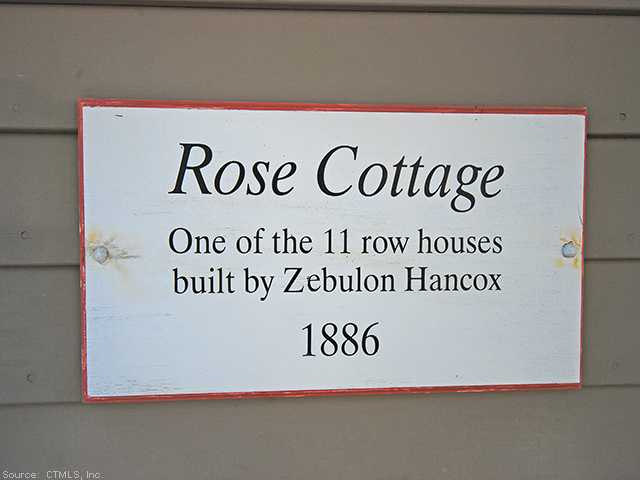 Rose Cottage
One of the 11 row houses
built by Zebulon Hancox
1886
Source: CTMLS, Inc.